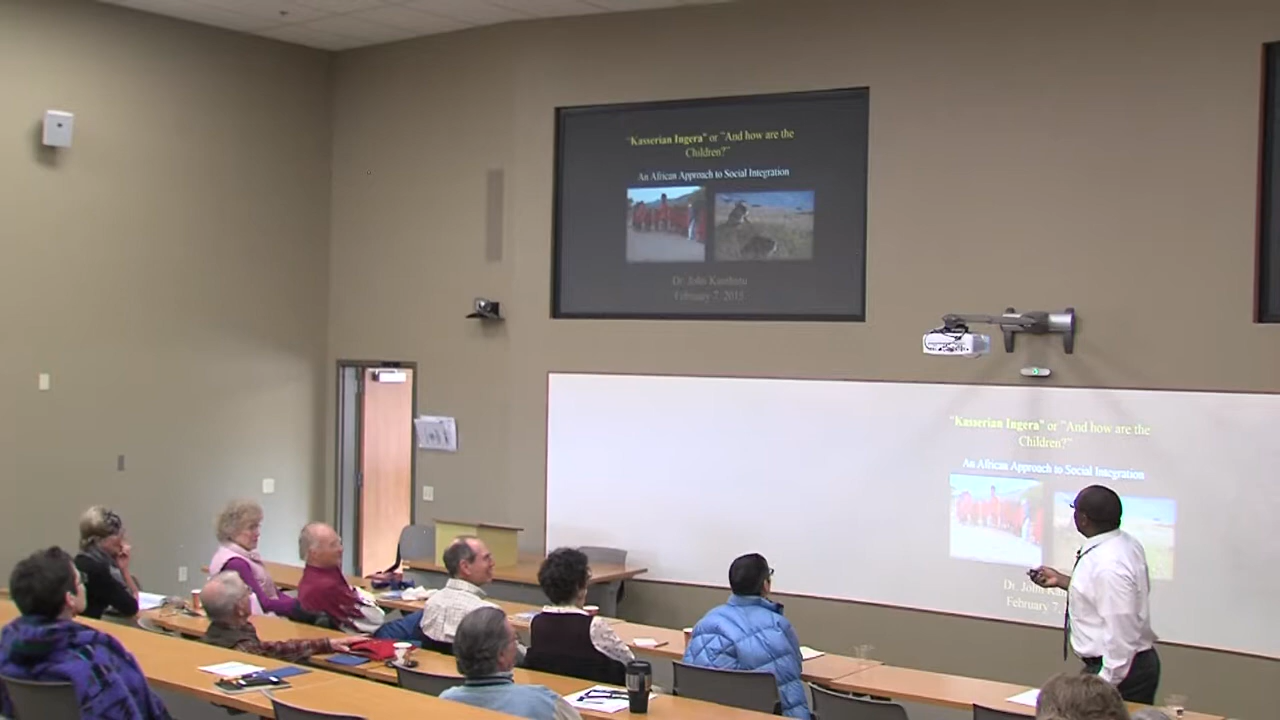 "Kasserian Ingera" or "And how are the
Children?"
An African Approach to Social Integration
Dr. John
February 7, 2015
"Kasserian Ingera" or "And how are the
Children?"
An African Approach to Social Integration
Dr. John
February 7,